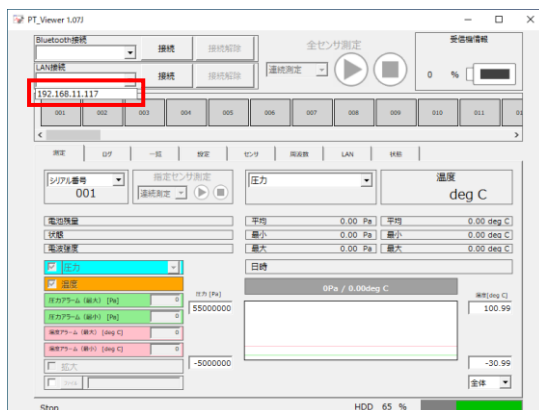 PT_Viewer 1.07J
Bluetooth接続
接続
接続解除
全センサ測定
受信機情報
LAN接続
接続
接続解除
連続測定
0 %
192.168.11.117
001 002 003 004 005 006 007 008 009 010 011 01
測定 ログ 一括 設定 センサ 周波数 LAN 状態
シリアル番号
001
指定センサ測定
連続測定
圧力
温度
deg C
電池残量
状態
電波強度
平均 0.00 Pa
最小 0.00 Pa
最大 0.00 Pa
平均 0.00 deg C
最小 0.00 deg C
最大 0.00 deg C
圧力
日時
温度
0Pa / 0.00deg C
圧力アラーム (最大) [Pa] 0
圧力アラーム (最小) [Pa] 0
温度アラーム (最大) [deg C] 0
温度アラーム (最小) [deg C] 0
圧力 [Pa]
55000000
-5000000
温度[deg C]
100.99
-30.99
拡大
全体
Stop
HDD 65 %